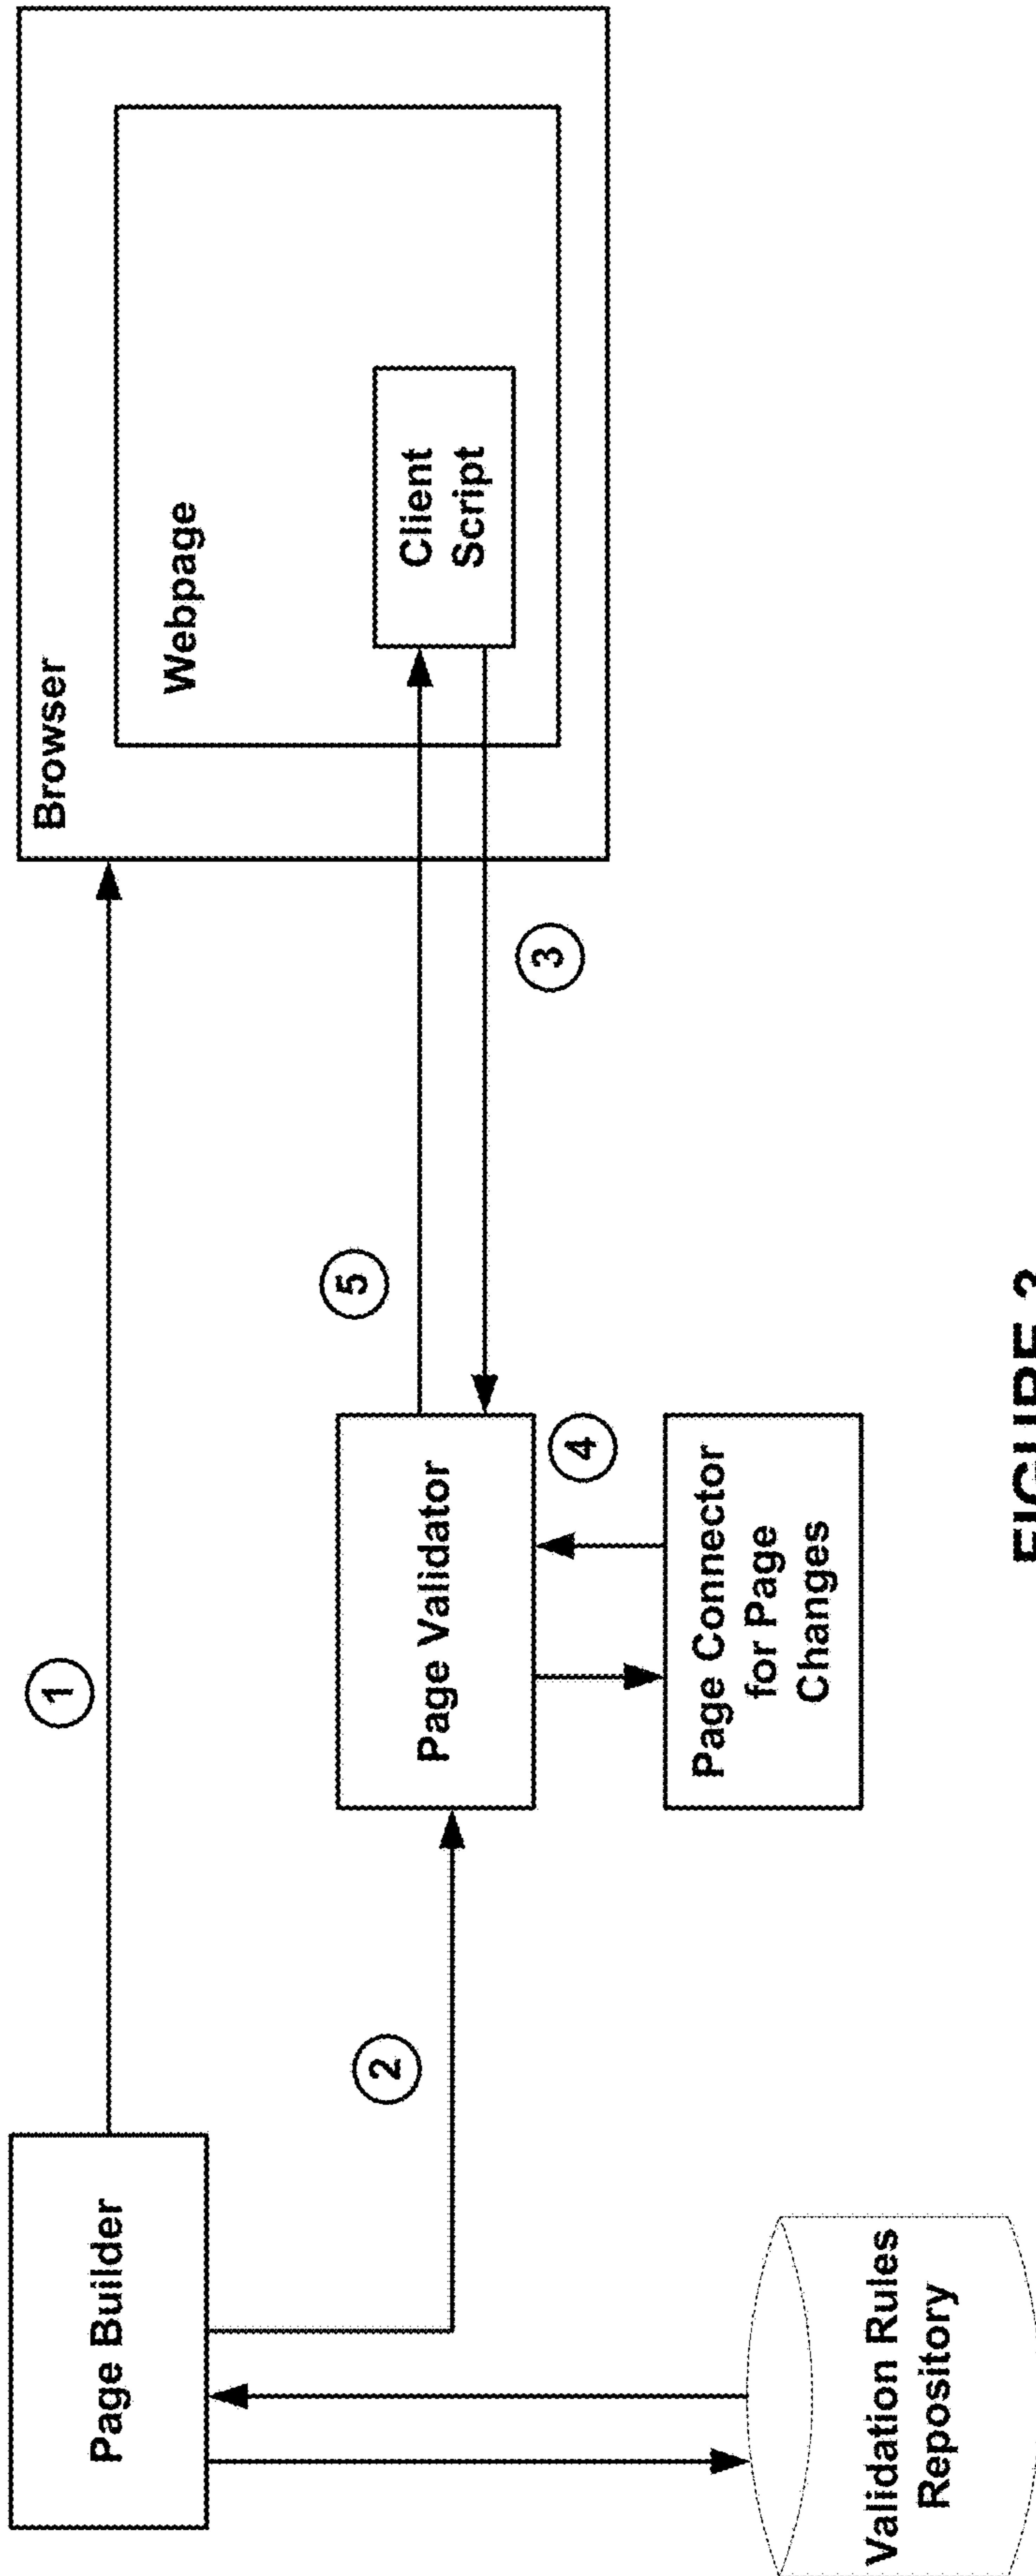 Browser
1
Page Builder
Webpage
5
2
Page Validator
Client
Script
3
4
Page Connector
for Page
Changes
Validation Rules
Repository
FIGURE